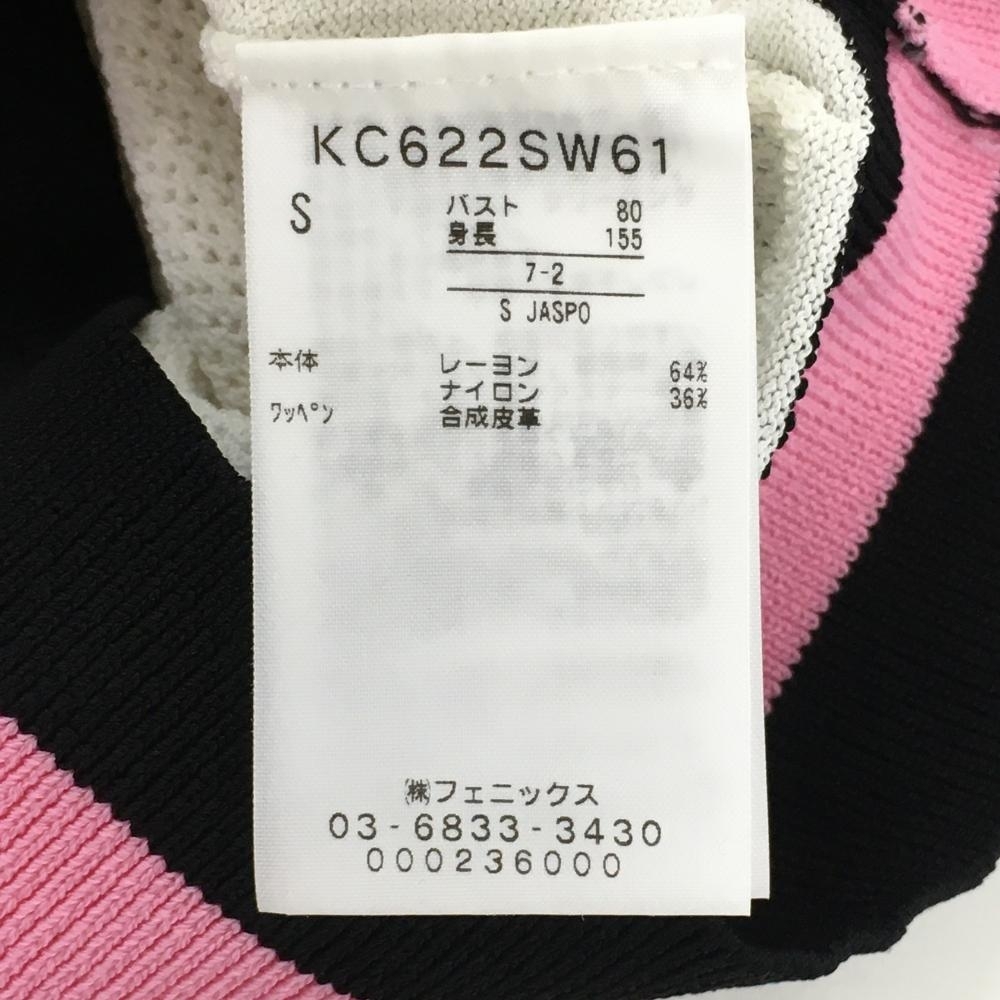 KC622SW61
S バスト 80
身長 155
7-2
S JASPO
本体 レーヨン 64%
ナイロン 36%
ワッペン 合成皮革
㈱フェニックス
03-6833-3430
000236000